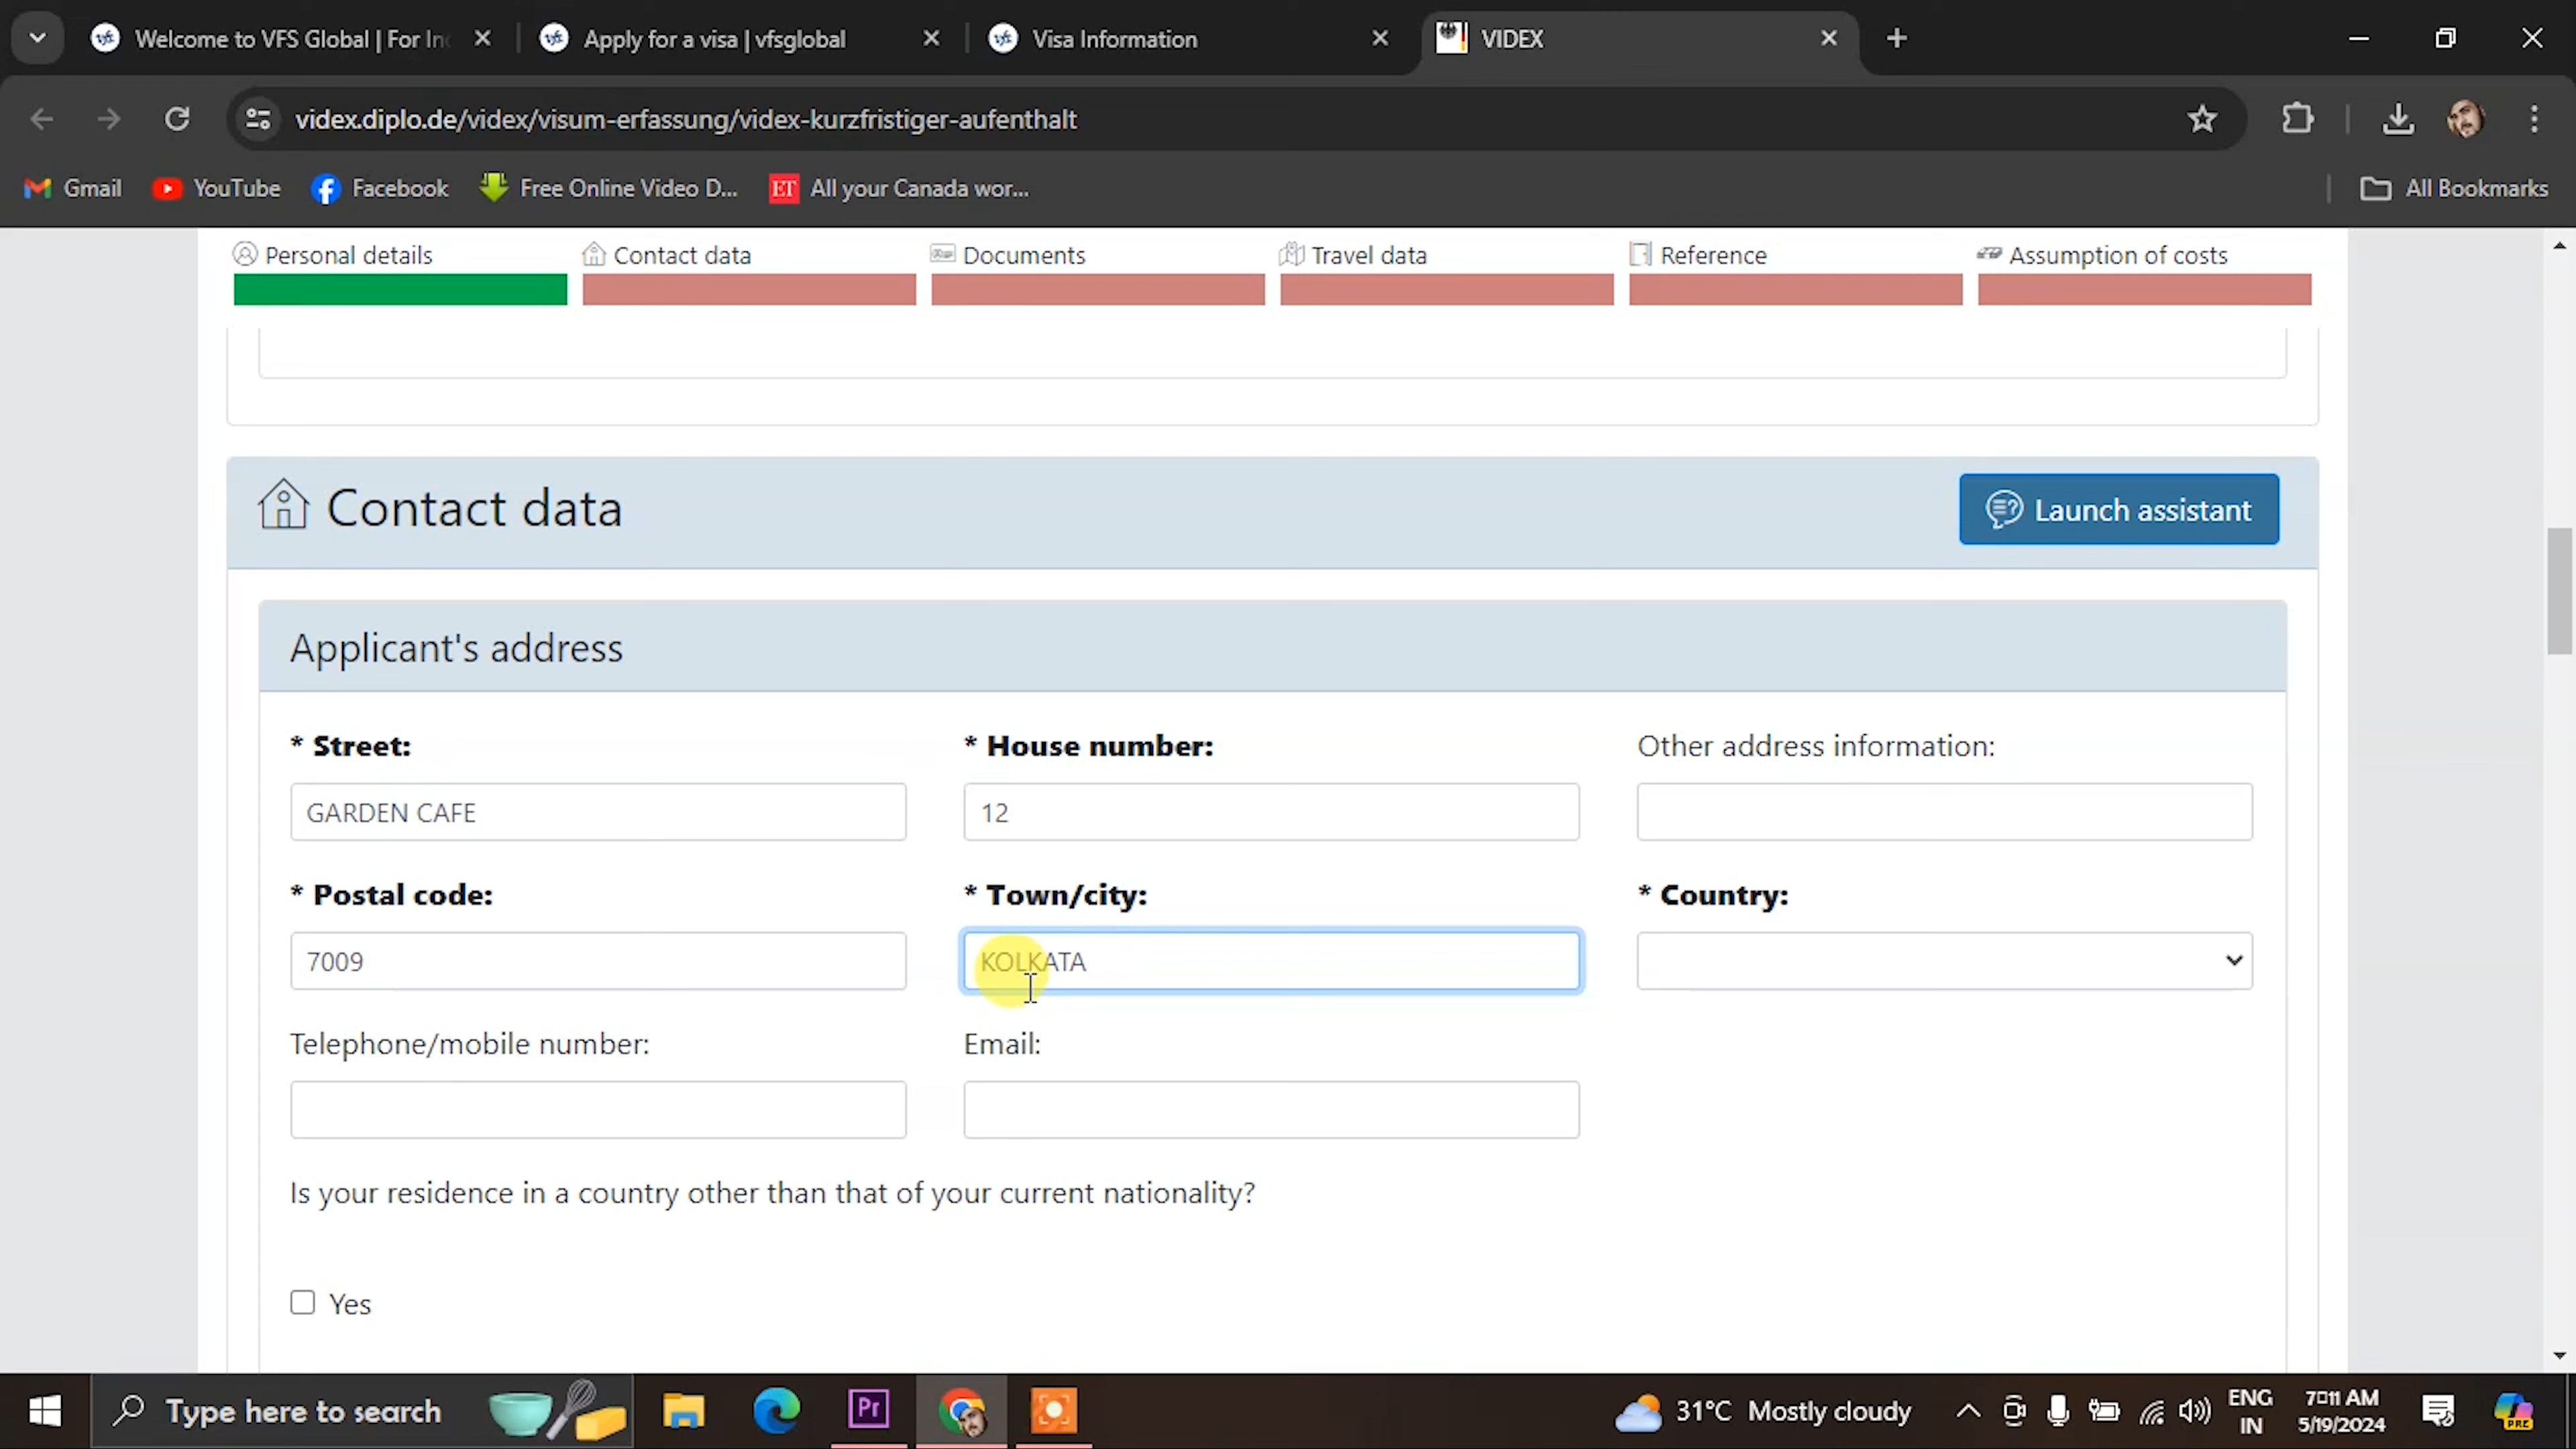 Welcome to VFS Global | For Inc
Apply for a visa | vfsglobal
Visa Information
VIDEX
videx.diplo.de/videx/visum-erfassung/videx-kurzfristiger-aufenthalt
Gmail
YouTube
Facebook
Free Online Video D...
ET
All your Canada wor...
All Bookmarks
Personal details
Contact data
Documents
Travel data
Reference
Assumption of costs
Contact data
Launch assistant
Applicant's address
* Street:
* House number:
Other address information:
GARDEN CAFE
12
* Postal code:
* Town/city:
* Country:
7009
KOLKATA
Telephone/mobile number:
Email:
Is your residence in a country other than that of your current nationality?
Yes
Type here to search
Pr
31°C Mostly cloudy
ENG
IN
7:11 AM
5/19/2024
PRE